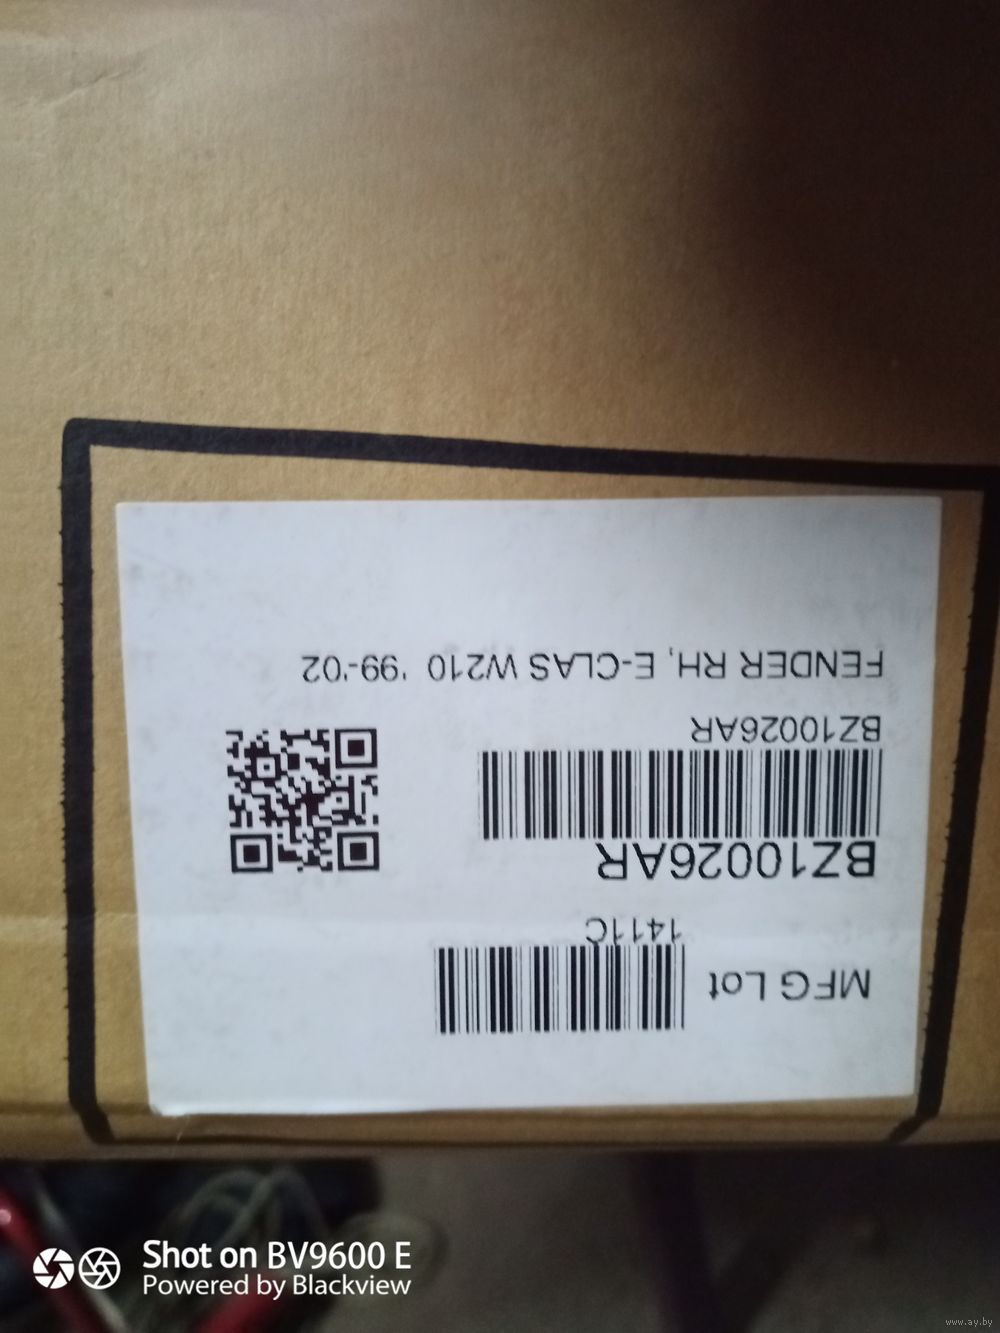 MFG Lot
1411C
BZ10026AR
BZ10026AR
FENDER RH, E-CLAS W210 '99-'02
Shot on BV9600 E
Powered by Blackview
www.ay.by